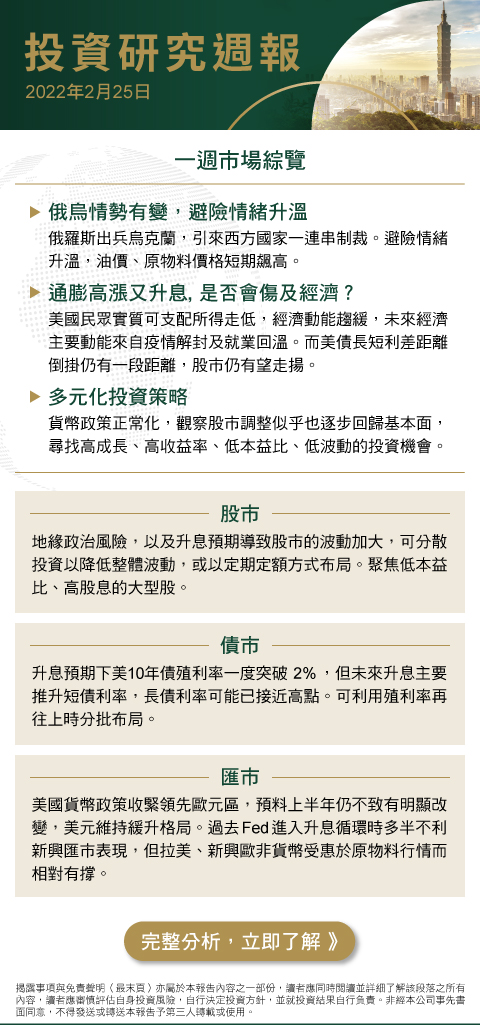 投資研究週報
2022年2月25日
一週市場綜覽
俄烏情勢有變，避險情緒升溫
俄羅斯出兵烏克蘭，引來西方國家一連串制裁。避險情緒
升溫，油價、原物料價格短期飆高。
通膨高漲又升息, 是否會傷及經濟？
美國民眾實質可支配所得走低，經濟動能趨緩，未來經濟
主要動能來自疫情解封及就業回溫。而美債長短利差距離
倒掛仍有一段距離，股市仍有望走揚。
多元化投資策略
貨幣政策正常化，觀察股市調整似乎也逐步回歸基本面，
尋找高成長、高收益率、低本益比、低波動的投資機會。
股市
地緣政治風險，以及升息預期導致股市的波動加大，可分散
投資以降低整體波動，或以定期定額方式布局。聚焦低本益
比、高股息的大型股。
債市
升息預期下美10年債殖利率一度突破 2%，但未來升息主要
推升短債利率，長債利率可能已接近高點。可利用殖利率再
往上時分批布局。
匯市
美國貨幣政策收緊領先歐元區，預料上半年仍不致有明顯改
變，美元維持緩升格局。過去 Fed 進入升息循環時多半不利
新興匯市表現，但拉美、新興歐非貨幣受惠於原物料行情而
相對有撐。
完整分析，立即了解 》
揭露事項與免責聲明（最末頁）亦屬於本報告內容之一部份，讀者應同時閱讀並詳細了解該段落之所有
內容，讀者應審慎評估自身投資風險，自行決定投資方針，並就投資結果自行負責。非經本公司事先書
面同意，不得發送或轉送本報告予第三人轉載或使用。